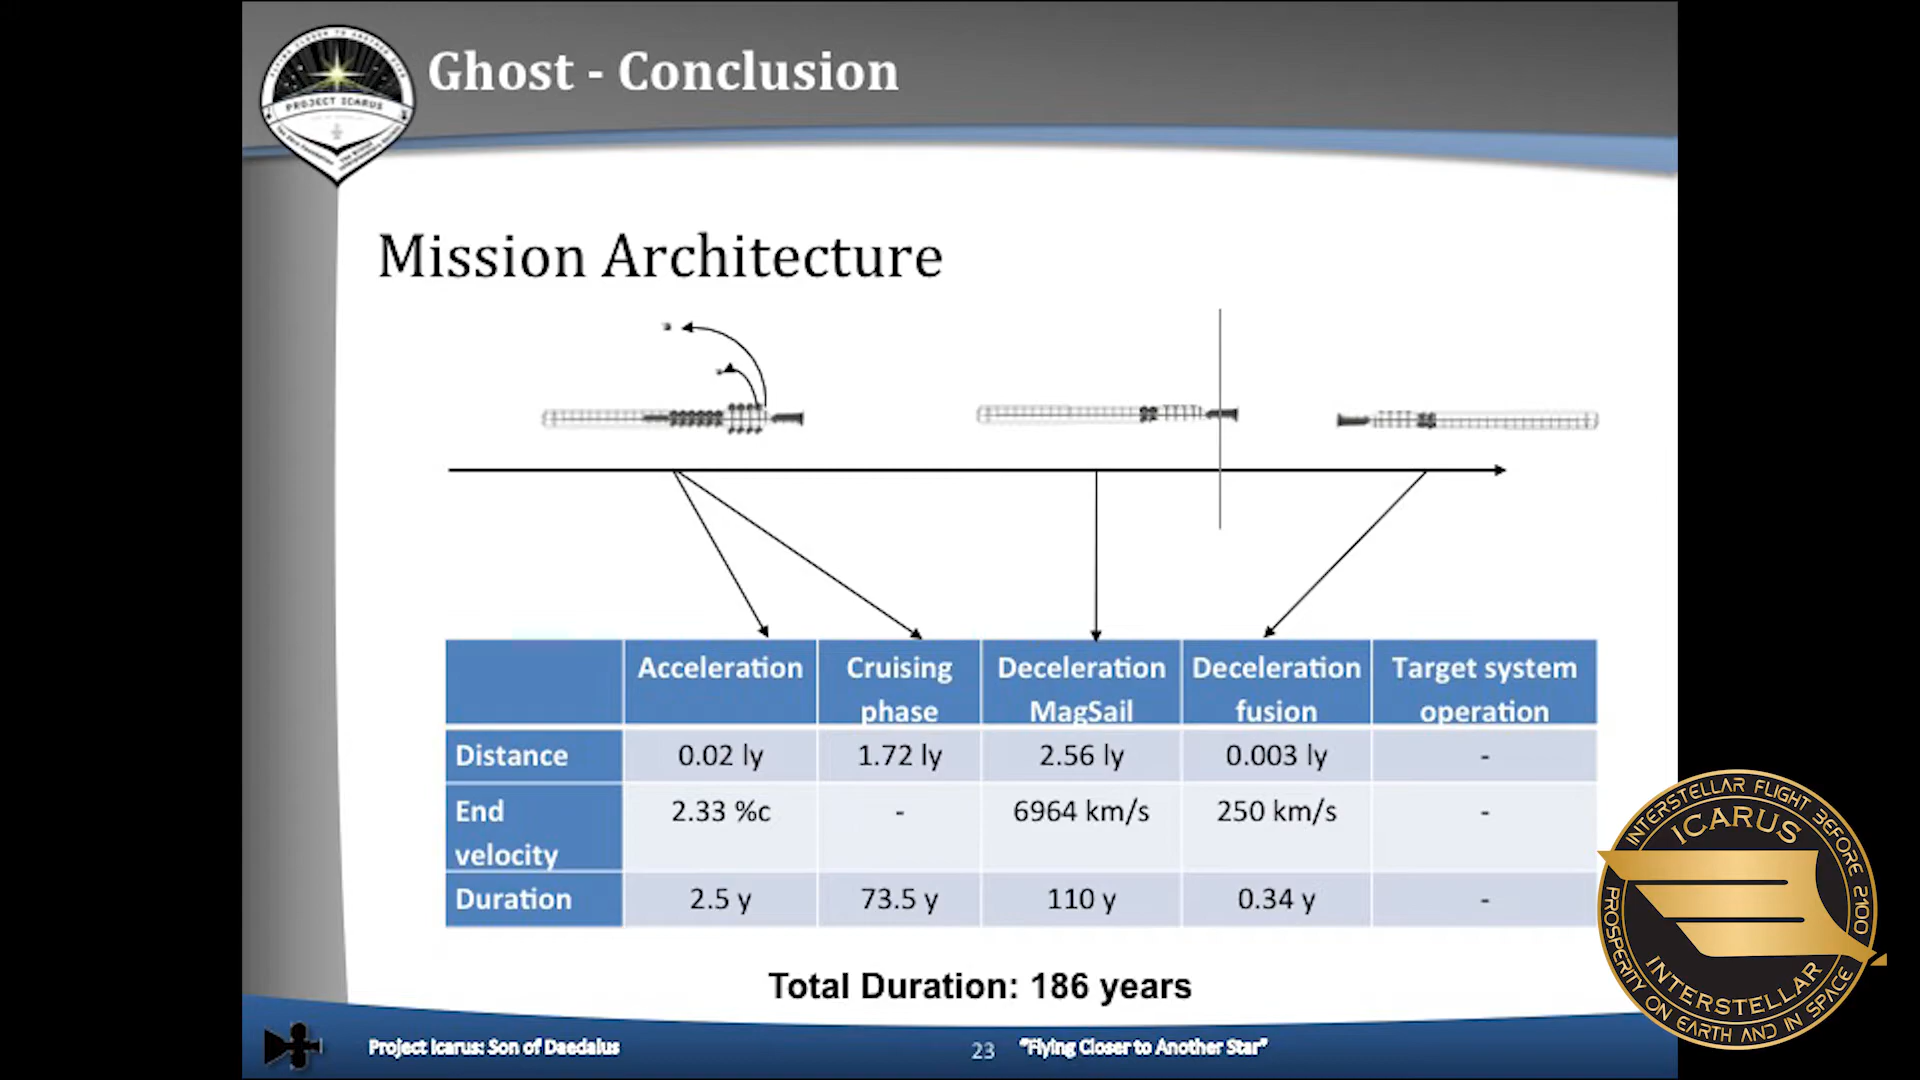 Ghost - Conclusion
PROJECT ICARUS
Mission Architecture
Acceleration
Cruising phase
Deceleration MagSail
Deceleration fusion
Target system operation
Distance 0.02 ly 1.72 ly 2.56 ly 0.003 ly -
End velocity 2.33 %c - 6964 km/s 250 km/s -
Duration 2.5 y 73.5 y 110 y 0.34 y -
Total Duration: 186 years
Project Icarus: Son of Daedalus
23
"Flying Closer to Another Star"
INTERSTELLAR FLIGHT BEFORE 2100
ICARUS
INTERSTELLAR
PROSPERITY ON EARTH AND IN SPACE